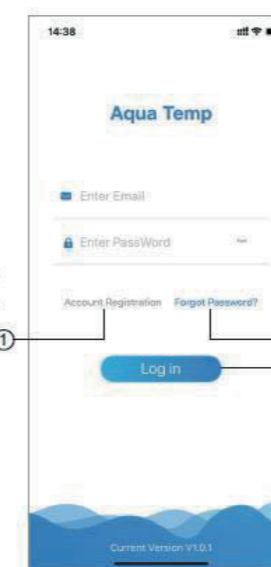 14:38
Aqua Temp
Enter Email
Enter PassWord
Account Registration Forgot Password?
1
Log in
Current Version V1.0.1